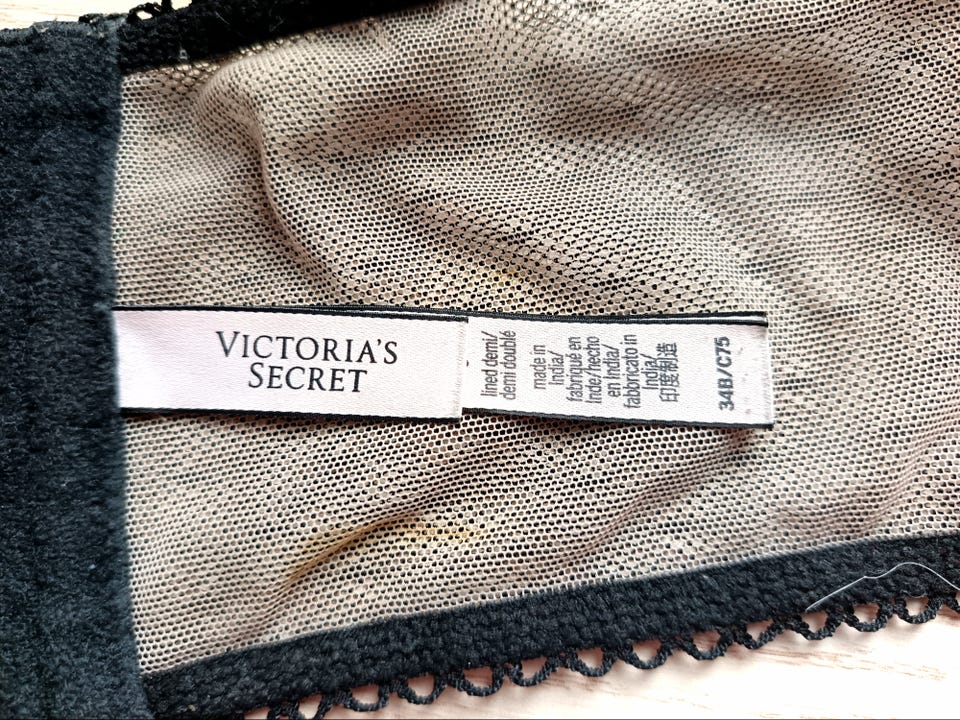 VICTORIA'S
SECRET
lined demi/
demi doublé
made in
India/
fabriqué en
Inde/hecho
en India/
fabbricato in
India/
印度制造
34B/C75